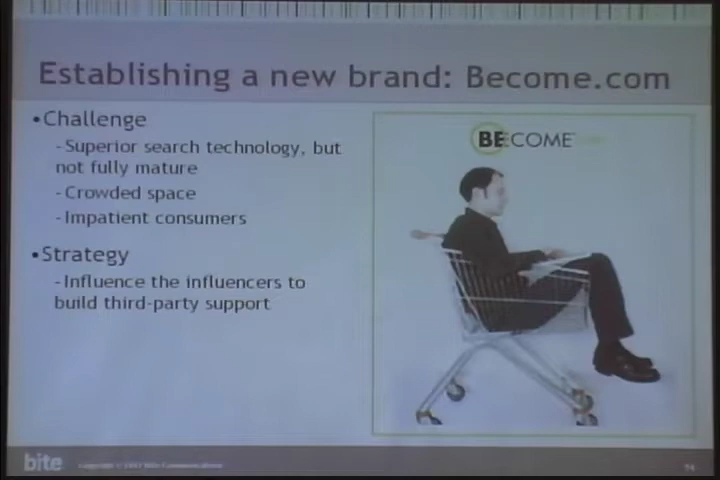 Establishing a new brand: Become.com
•Challenge
-Superior search technology, but
not fully mature
-Crowded space
-Impatient consumers
•Strategy
-Influence the influencers to
build third-party support
BECOME
bite